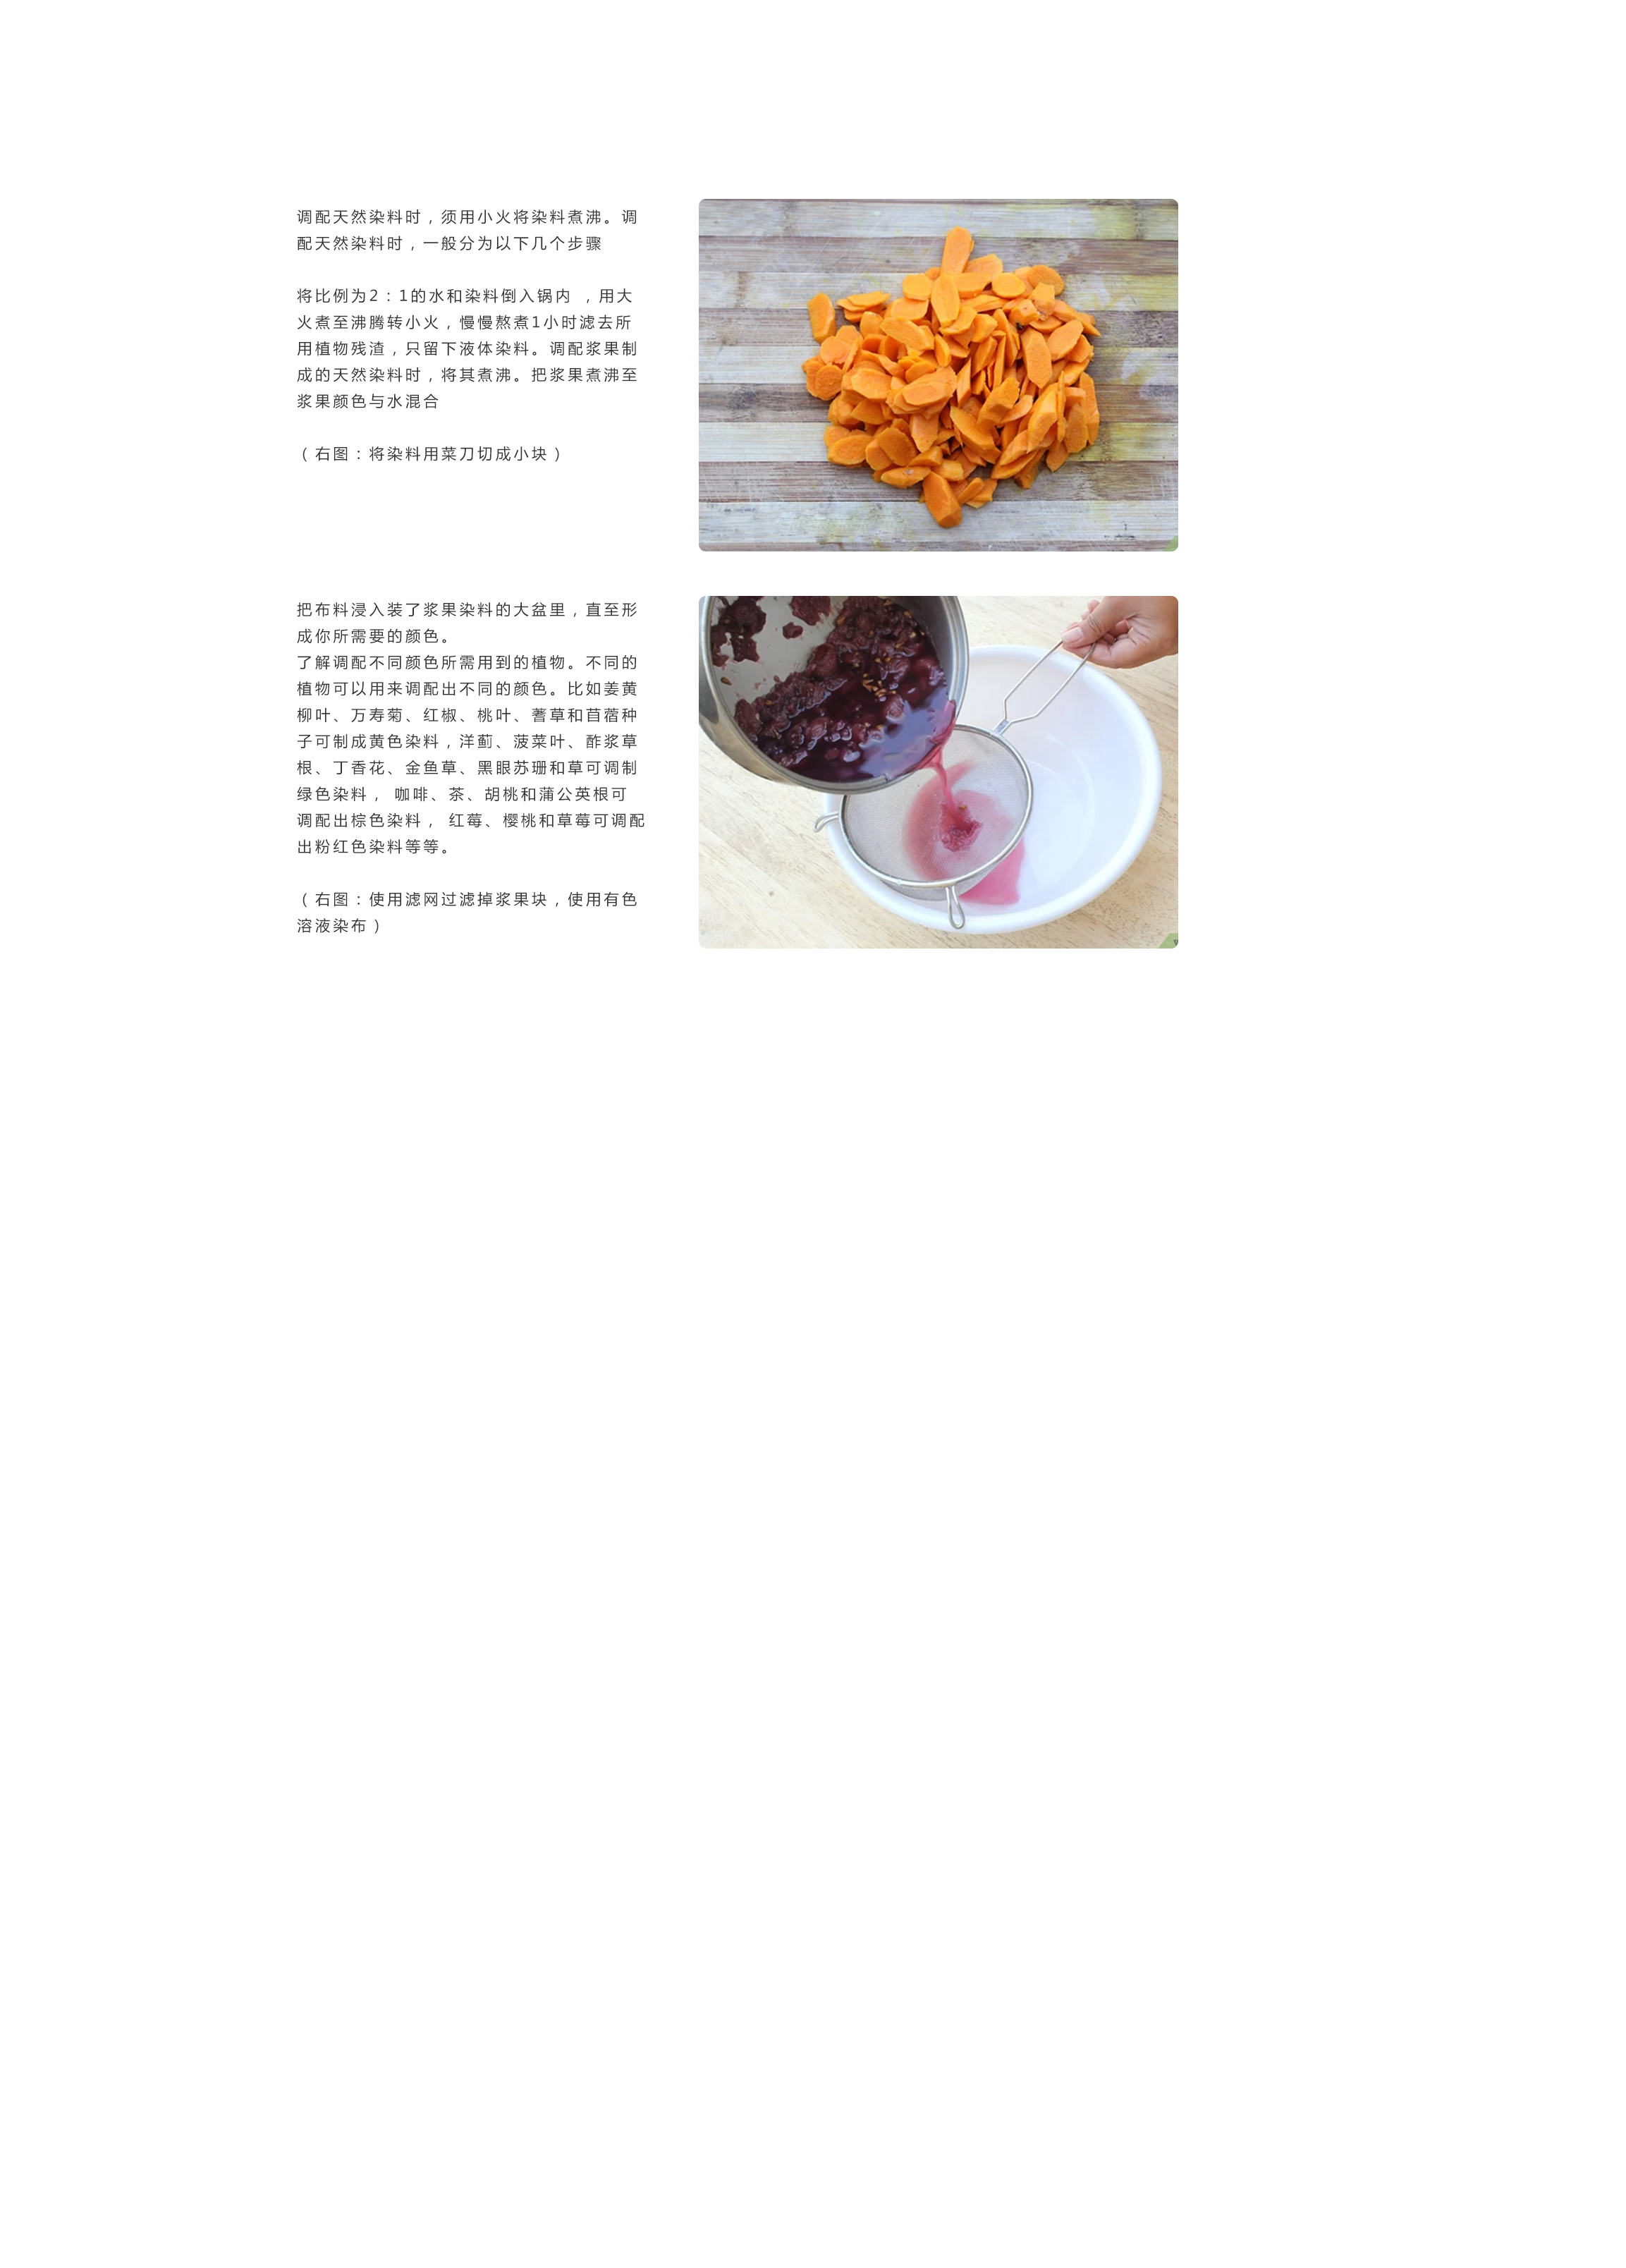 调配天然染料时，须用小火将染料煮沸。调
配天然染料时，一般分为以下几个步骤
将比例为2：1的水和染料倒入锅内 ，用大
火煮至沸腾转小火，慢慢熬煮1小时滤去所
用植物残渣，只留下液体染料。调配浆果制
成的天然染料时，将其煮沸。把浆果煮沸至
浆果颜色与水混合
（右图：将染料用菜刀切成小块）
把布料浸入装了浆果染料的大盆里，直至形
成你所需要的颜色。
了解调配不同颜色所需用到的植物。不同的
植物可以用来调配出不同的颜色。比如姜黄
柳叶、万寿菊、红椒、桃叶、蓍草和苜蓿种
子可制成黄色染料，洋蓟、菠菜叶、酢浆草
根、丁香花、金鱼草、黑眼苏珊和草可调制
绿色染料， 咖啡、茶、胡桃和蒲公英根可
调配出棕色染料， 红莓、樱桃和草莓可调配
出粉红色染料等等。
（右图：使用滤网过滤掉浆果块，使用有色
溶液染布）